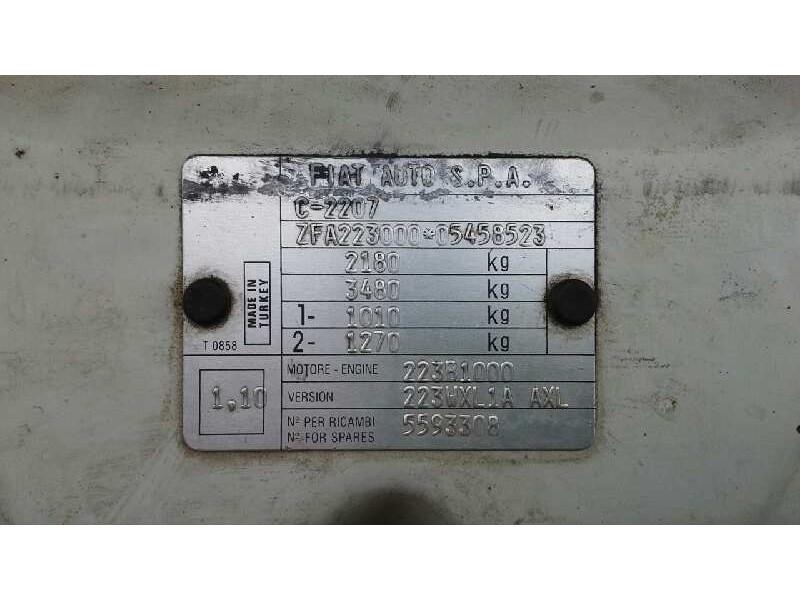 FIAT AUTO S.P.A.
C-2207
ZFA223000*05458523
2180 kg
3480 kg
1- 1010 kg
2- 1270 kg
MADE IN
TURKEY
T 0858
MOTORE - ENGINE 223B1000
1,10
VERSION 223WXL1A AXL
Nº PER RICAMBI
Nº FOR SPARES 5593308